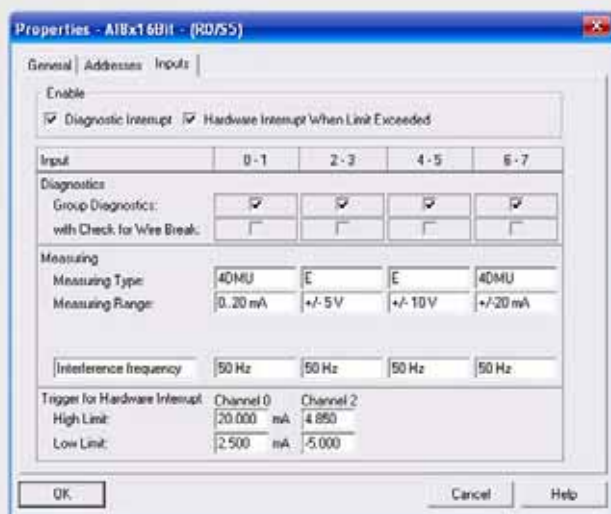 Properties - AI8x16Bit - (R0/S5)
General Addresses Inputs
Enable
Diagnostic Interrupt Hardware Interrupt When Limit Exceeded
Input 0 - 1 2 - 3 4 - 5 6 - 7
Diagnostics
Group Diagnostics:
with Check for Wire Break:
Measuring
Measuring Type: 4DMU E E 4DMU
Measuring Range: 0..20 mA +/- 5 V +/- 10 V +/-20 mA
Interference frequency 50 Hz 50 Hz 50 Hz 50 Hz
Trigger for Hardware Interrupt Channel 0 Channel 2
High Limit: 20.000 mA 4.850
Low Limit: 2.500 mA -5.000
OK Cancel Help